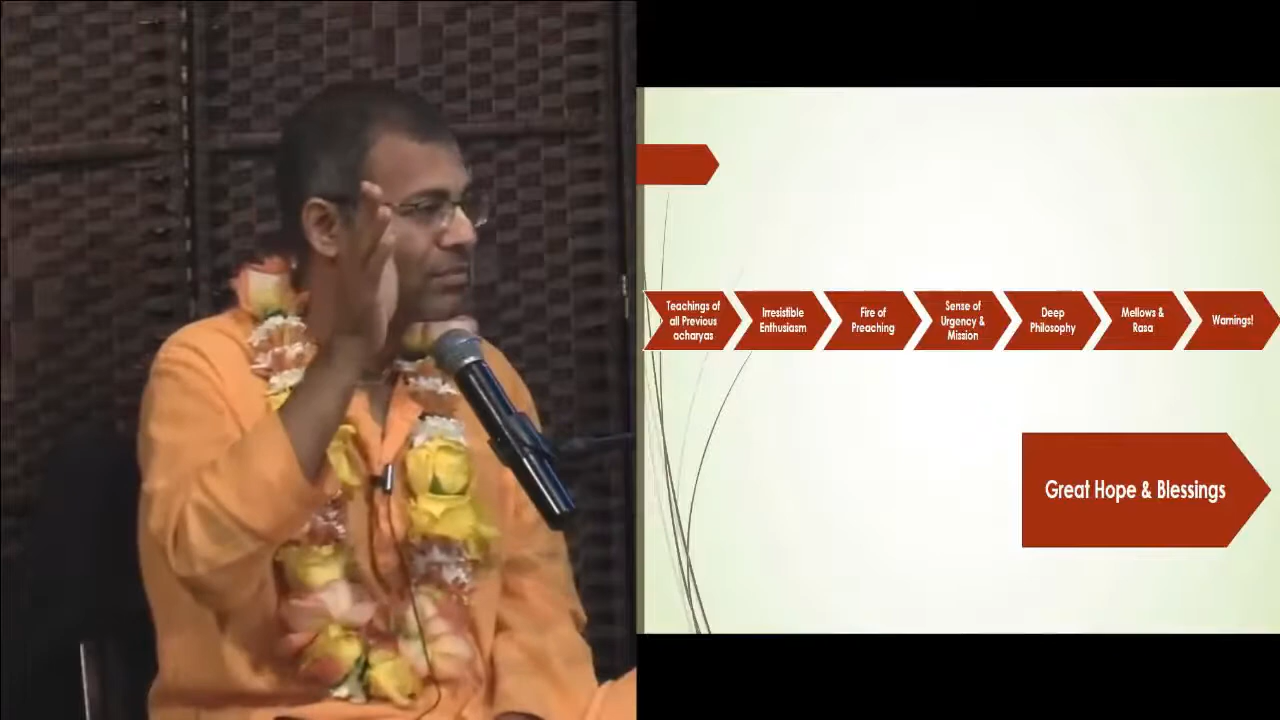 Teachings of
all Previous
acharyas
Irresistible
Enthusiasm
Fire of
Preaching
Sense of
Urgency &
Mission
Deep
Philosophy
Mellows &
Rasa
Warnings!
Great Hope & Blessings